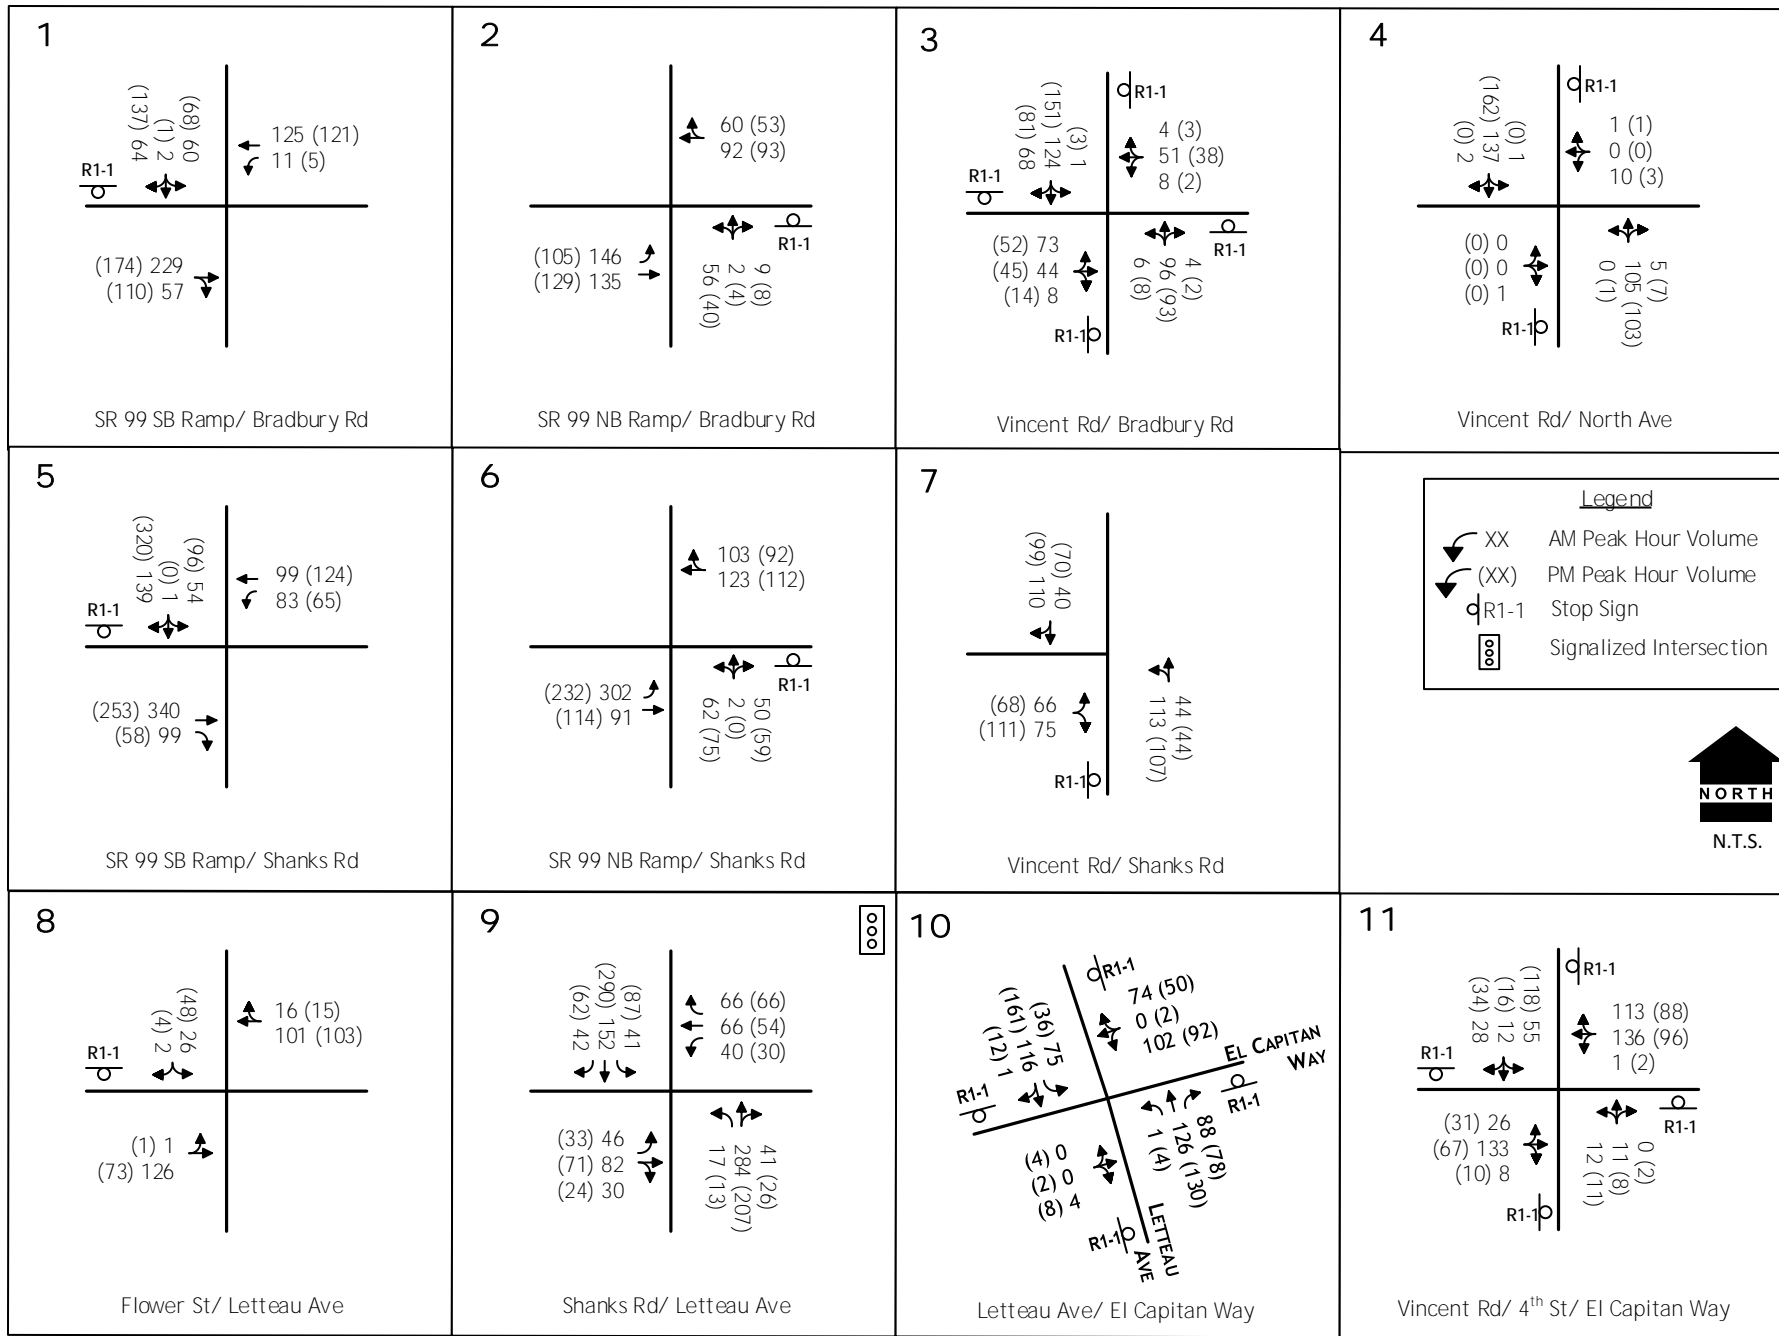 1
(137) 64
(1) 2
(68) 60
125 (121)
11 (5)
R1-1
(174) 229
(110) 57
SR 99 SB Ramp/ Bradbury Rd
2
60 (53)
92 (93)
R1-1
(105) 146
(129) 135
56 (40)
2 (4)
9 (8)
SR 99 NB Ramp/ Bradbury Rd
3
R1-1
(81) 68
(151) 124
(3) 1
4 (3)
51 (38)
8 (2)
R1-1
R1-1
(52) 73
(45) 44
(14) 8
6 (8)
96 (93)
4 (2)
R1-1
Vincent Rd/ Bradbury Rd
4
R1-1
(0) 2
(162) 137
(0) 1
1 (1)
0 (0)
10 (3)
(0) 0
(0) 0
(0) 1
0 (1)
105 (103)
5 (7)
R1-1
Vincent Rd/ North Ave
5
(320) 139
(0) 1
(96) 54
99 (124)
83 (65)
R1-1
(253) 340
(58) 99
SR 99 SB Ramp/ Shanks Rd
6
103 (92)
123 (112)
R1-1
(232) 302
(114) 91
62 (75)
2 (0)
50 (59)
SR 99 NB Ramp/ Shanks Rd
7
(99) 110
(70) 40
(68) 66
(111) 75
113 (107)
44 (44)
R1-1
Vincent Rd/ Shanks Rd
Legend
XX AM Peak Hour Volume
(XX) PM Peak Hour Volume
R1-1 Stop Sign
Signalized Intersection
NORTH
N.T.S.
8
(4) 2
(48) 26
16 (15)
101 (103)
R1-1
(1) 1
(73) 126
Flower St/ Letteau Ave
9
(62) 42
(290) 152
(87) 41
66 (66)
66 (54)
40 (30)
(33) 46
(71) 82
(24) 30
17 (13)
284 (207)
41 (26)
Shanks Rd/ Letteau Ave
10
R1-1
(12) 1
(161) 116
(36) 75
74 (50)
0 (2)
102 (92)
EL CAPITAN
WAY
R1-1
R1-1
(4) 0
(2) 0
(8) 4
1 (4)
126 (130)
88 (78)
R1-1
LETTEAU
AVE
Letteau Ave/ El Capitan Way
11
R1-1
(34) 28
(16) 12
(118) 55
113 (88)
136 (96)
1 (2)
R1-1
R1-1
(31) 26
(67) 133
(10) 8
12 (11)
11 (8)
0 (2)
R1-1
Vincent Rd/ 4th St/ El Capitan Way